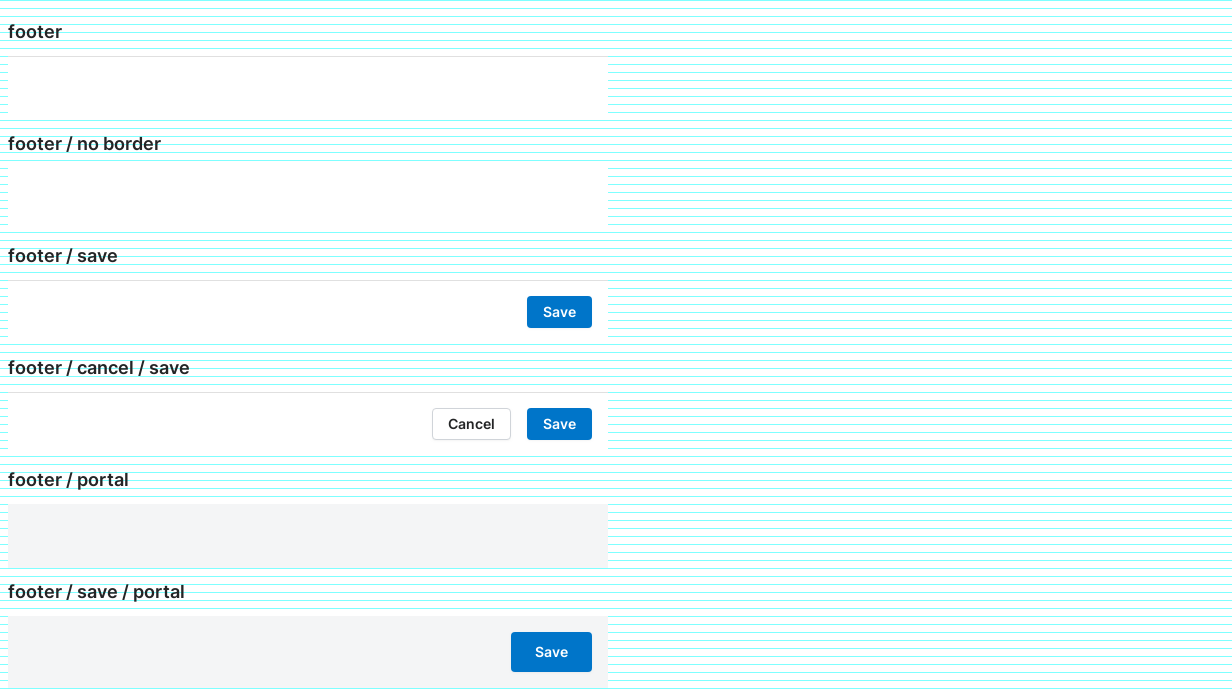 footer
footer / no border
footer / save
Save
footer / cancel / save
Cancel Save
footer / portal
footer / save / portal
Save